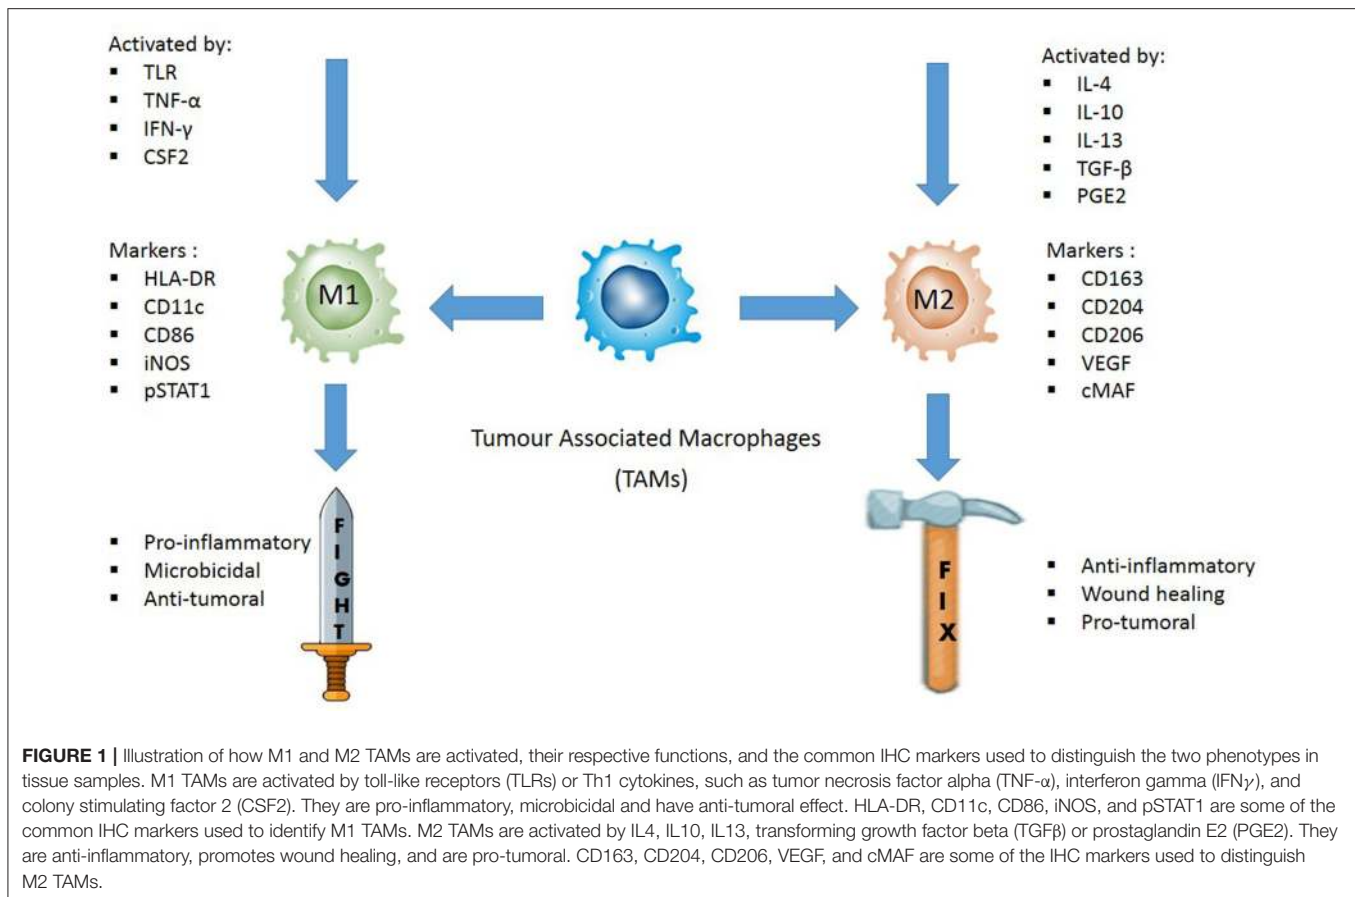 Activated by:
▪ TLR
▪ TNF-α
▪ IFN-γ
▪ CSF2
Markers :
▪ HLA-DR
▪ CD11c
▪ CD86
▪ iNOS
▪ pSTAT1
M1
FIGHT
▪ Pro-inflammatory
▪ Microbicidal
▪ Anti-tumoral
Tumour Associated Macrophages
(TAMs)
Activated by:
▪ IL-4
▪ IL-10
▪ IL-13
▪ TGF-β
▪ PGE2
M2
Markers :
▪ CD163
▪ CD204
▪ CD206
▪ VEGF
▪ cMAF
FIX
▪ Anti-inflammatory
▪ Wound healing
▪ Pro-tumoral
FIGURE 1 | Illustration of how M1 and M2 TAMs are activated, their respective functions, and the common IHC markers used to distinguish the two phenotypes in
tissue samples. M1 TAMs are activated by toll-like receptors (TLRs) or Th1 cytokines, such as tumor necrosis factor alpha (TNF-α), interferon gamma (IFNγ), and
colony stimulating factor 2 (CSF2). They are pro-inflammatory, microbicidal and have anti-tumoral effect. HLA-DR, CD11c, CD86, iNOS, and pSTAT1 are some of the
common IHC markers used to identify M1 TAMs. M2 TAMs are activated by IL4, IL10, IL13, transforming growth factor beta (TGFβ) or prostaglandin E2 (PGE2). They
are anti-inflammatory, promotes wound healing, and are pro-tumoral. CD163, CD204, CD206, VEGF, and cMAF are some of the IHC markers used to distinguish
M2 TAMs.